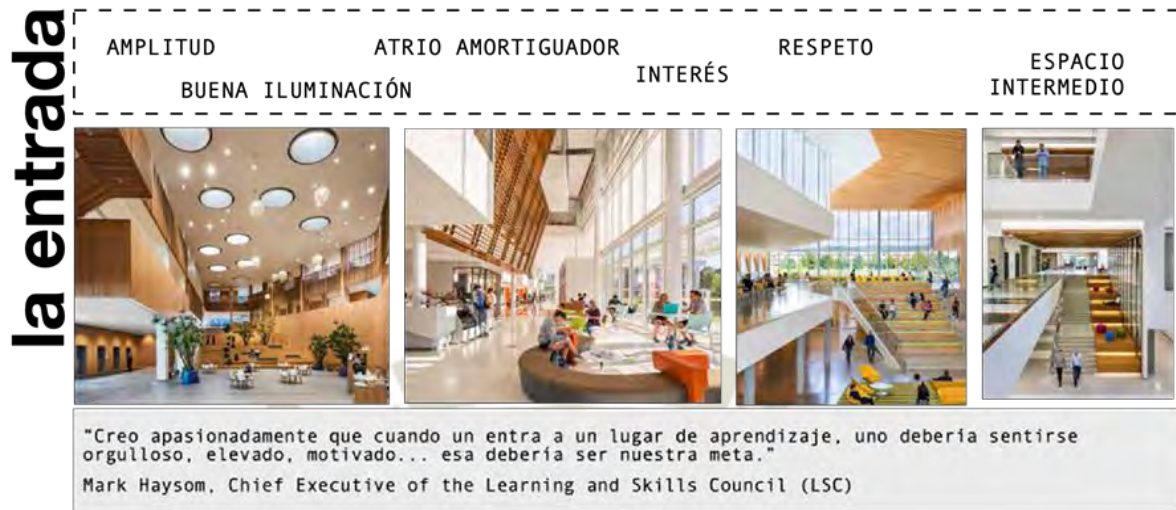 la entrada
AMPLITUD
ATRIO AMORTIGUADOR
RESPETO
BUENA ILUMINACIÓN
INTERÉS
ESPACIO
INTERMEDIO
"Creo apasionadamente que cuando un entra a un lugar de aprendizaje, uno debería sentirse
orgulloso, elevado, motivado... esa debería ser nuestra meta."
Mark Haysom, Chief Executive of the Learning and Skills Council (LSC)